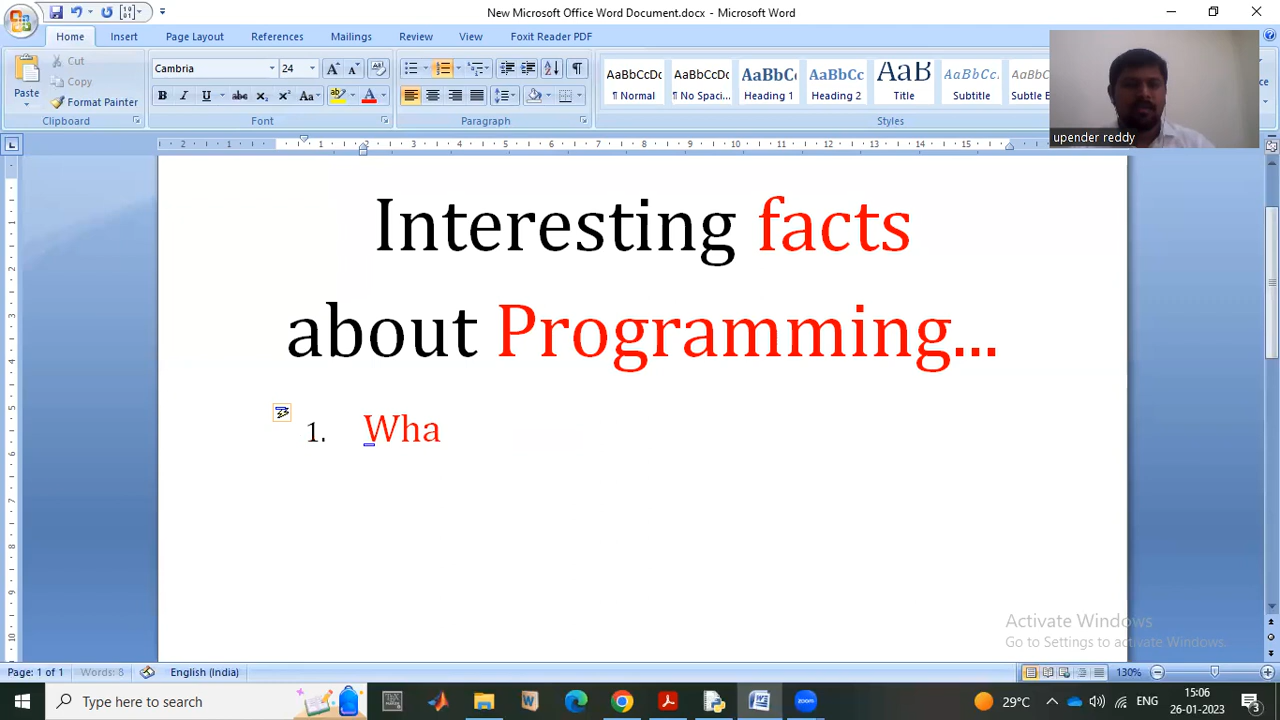 New Microsoft Office Word Document.docx - Microsoft Word
Home Insert Page Layout References Mailings Review View Foxit Reader PDF
Paste
Cut
Copy
Format Painter
Clipboard
Cambria 24
Font
Paragraph
AaBbCcDc AaBbCcDc AaBbC AaBbCc AaB AaBbCc. AaBbCc
¶ Normal ¶ No Spaci... Heading 1 Heading 2 Title Subtitle Subtle E
Styles
upender reddy
Interesting facts
about Programming...
1. Wha
Activate Windows
Go to Settings to activate Windows.
Page: 1 of 1 Words: 8 English (India) 130%
Type here to search
29°C ENG 15:06
26-01-2023
3